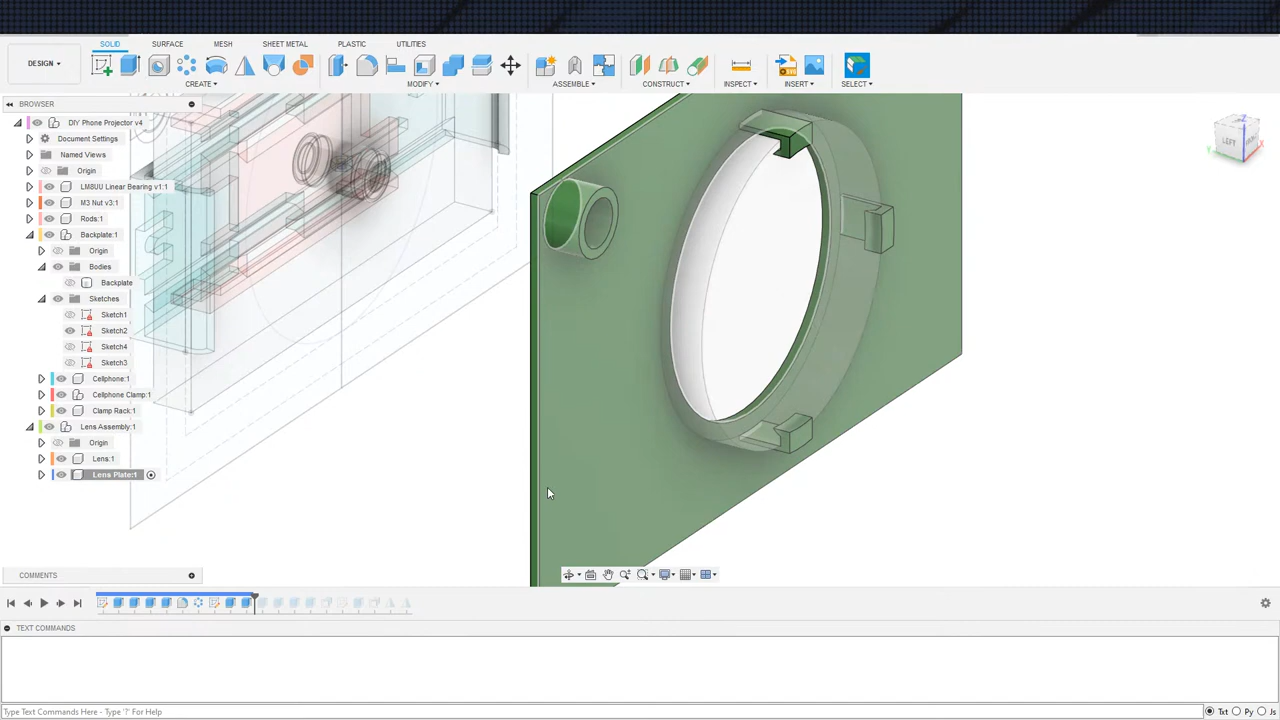 SOLID SURFACE MESH SHEET METAL PLASTIC UTILITIES
DESIGN
CREATE MODIFY ASSEMBLE CONSTRUCT INSPECT INSERT SELECT
BROWSER
DIY Phone Projector v4
Document Settings
Named Views
Origin
LM8UU Linear Bearing v1:1
M3 Nut v3:1
Rods:1
Backplate:1
Origin
Bodies
Backplate
Sketches
Sketch1
Sketch2
Sketch4
Sketch3
Cellphone:1
Cellphone Clamp:1
Clamp Rack:1
Lens Assembly:1
Origin
Lens:1
Lens Plate:1
LEFT
Z
Y
X
COMMENTS
TEXT COMMANDS
Type Text Commands Here - Type '?' For Help
Txt Py Js